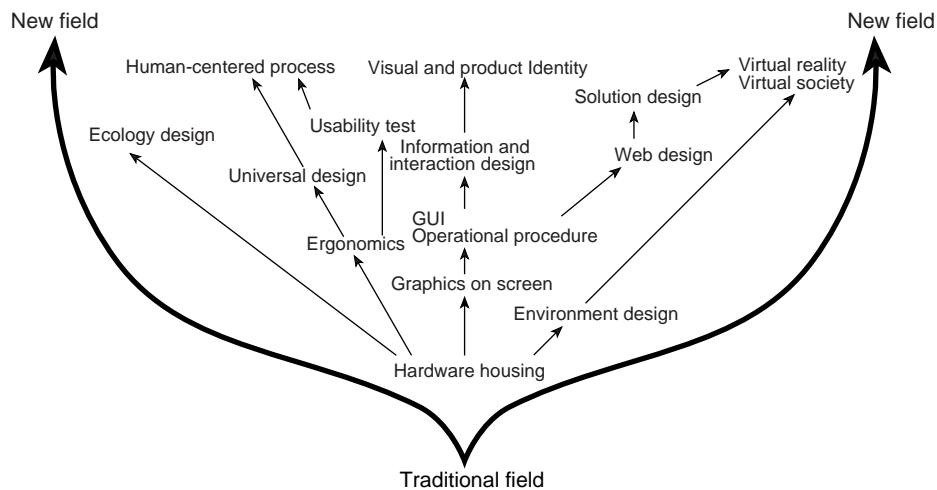 New field
New field
Human-centered process
Visual and product Identity
Virtual reality
Virtual society
Solution design
Usability test
Ecology design
Information and
interaction design
Web design
Universal design
GUI
Operational procedure
Ergonomics
Graphics on screen
Environment design
Hardware housing
Traditional field